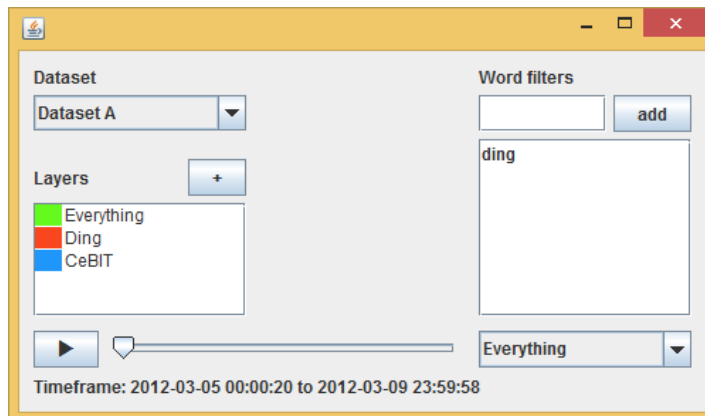 Dataset
Dataset A
Layers
+
Everything
Ding
CeBIT
Word filters
add
ding
Everything
Timeframe: 2012-03-05 00:00:20 to 2012-03-09 23:59:58